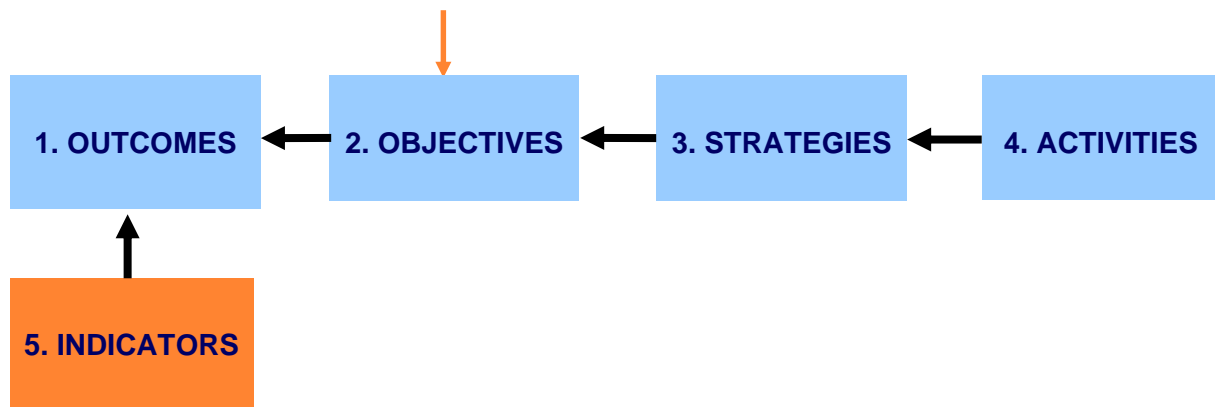 1. OUTCOMES
2. OBJECTIVES
3. STRATEGIES
4. ACTIVITIES
5. INDICATORS